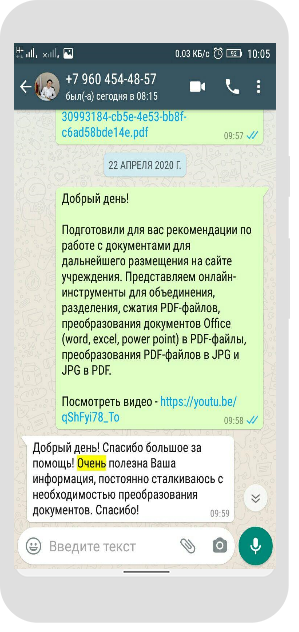 0.03 КБ/с 10:05
+7 960 454-48-57
был(-а) сегодня в 08:15
30993184-cb5e-4e53-bb8f-
c6ad58bde14e.pdf
09:57
22 АПРЕЛЯ 2020 Г.
Добрый день!
Подготовили для вас рекомендации по
работе с документами для
дальнейшего размещения на сайте
учреждения. Представляем онлайн-
инструменты для объединения,
разделения, сжатия PDF-файлов,
преобразования документов Office
(word, excel, power point) в PDF-файлы,
преобразования PDF-файлов в JPG и
JPG в PDF.
Посмотреть видео - https://youtu.be/
qShFyi78_To
09:58
Добрый день! Спасибо большое за
помощь! Очень полезна Ваша
информация, постоянно сталкиваюсь с
необходимостью преобразования
документов. Спасибо!
09:59
Введите текст